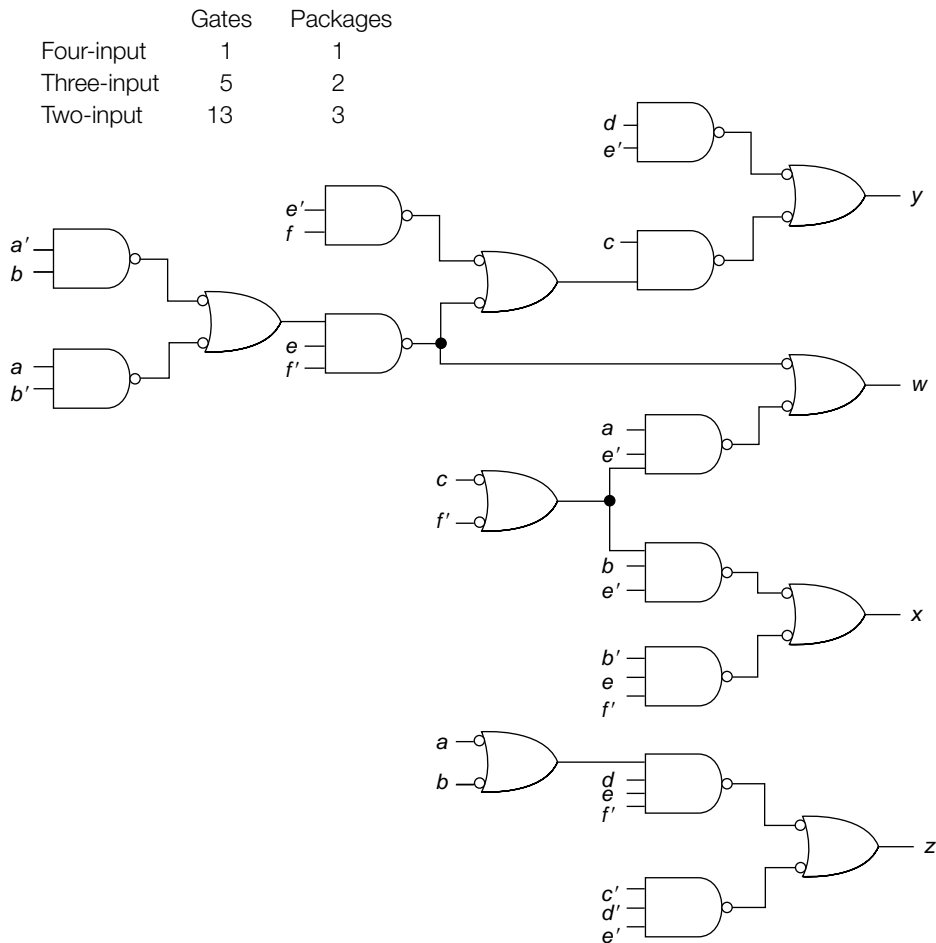 Gates Packages
Four-input 1 1
Three-input 5 2
Two-input 13 3
d
e′
y
e′
f
c
a′
b
e
f′
a
b′
w
a
e′
c
f′
b
e′
x
b′
e
f′
a
b
d
e
f′
z
c′
d′
e′